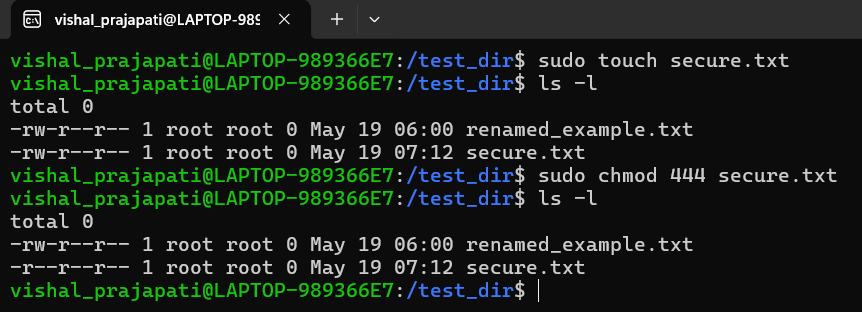 vishal_prajapati@LAPTOP-989
vishal_prajapati@LAPTOP-989366E7:/test_dir$ sudo touch secure.txt
vishal_prajapati@LAPTOP-989366E7:/test_dir$ ls -l
total 0
-rw-r--r-- 1 root root 0 May 19 06:00 renamed_example.txt
-rw-r--r-- 1 root root 0 May 19 07:12 secure.txt
vishal_prajapati@LAPTOP-989366E7:/test_dir$ sudo chmod 444 secure.txt
vishal_prajapati@LAPTOP-989366E7:/test_dir$ ls -l
total 0
-rw-r--r-- 1 root root 0 May 19 06:00 renamed_example.txt
-r--r--r-- 1 root root 0 May 19 07:12 secure.txt
vishal_prajapati@LAPTOP-989366E7:/test_dir$